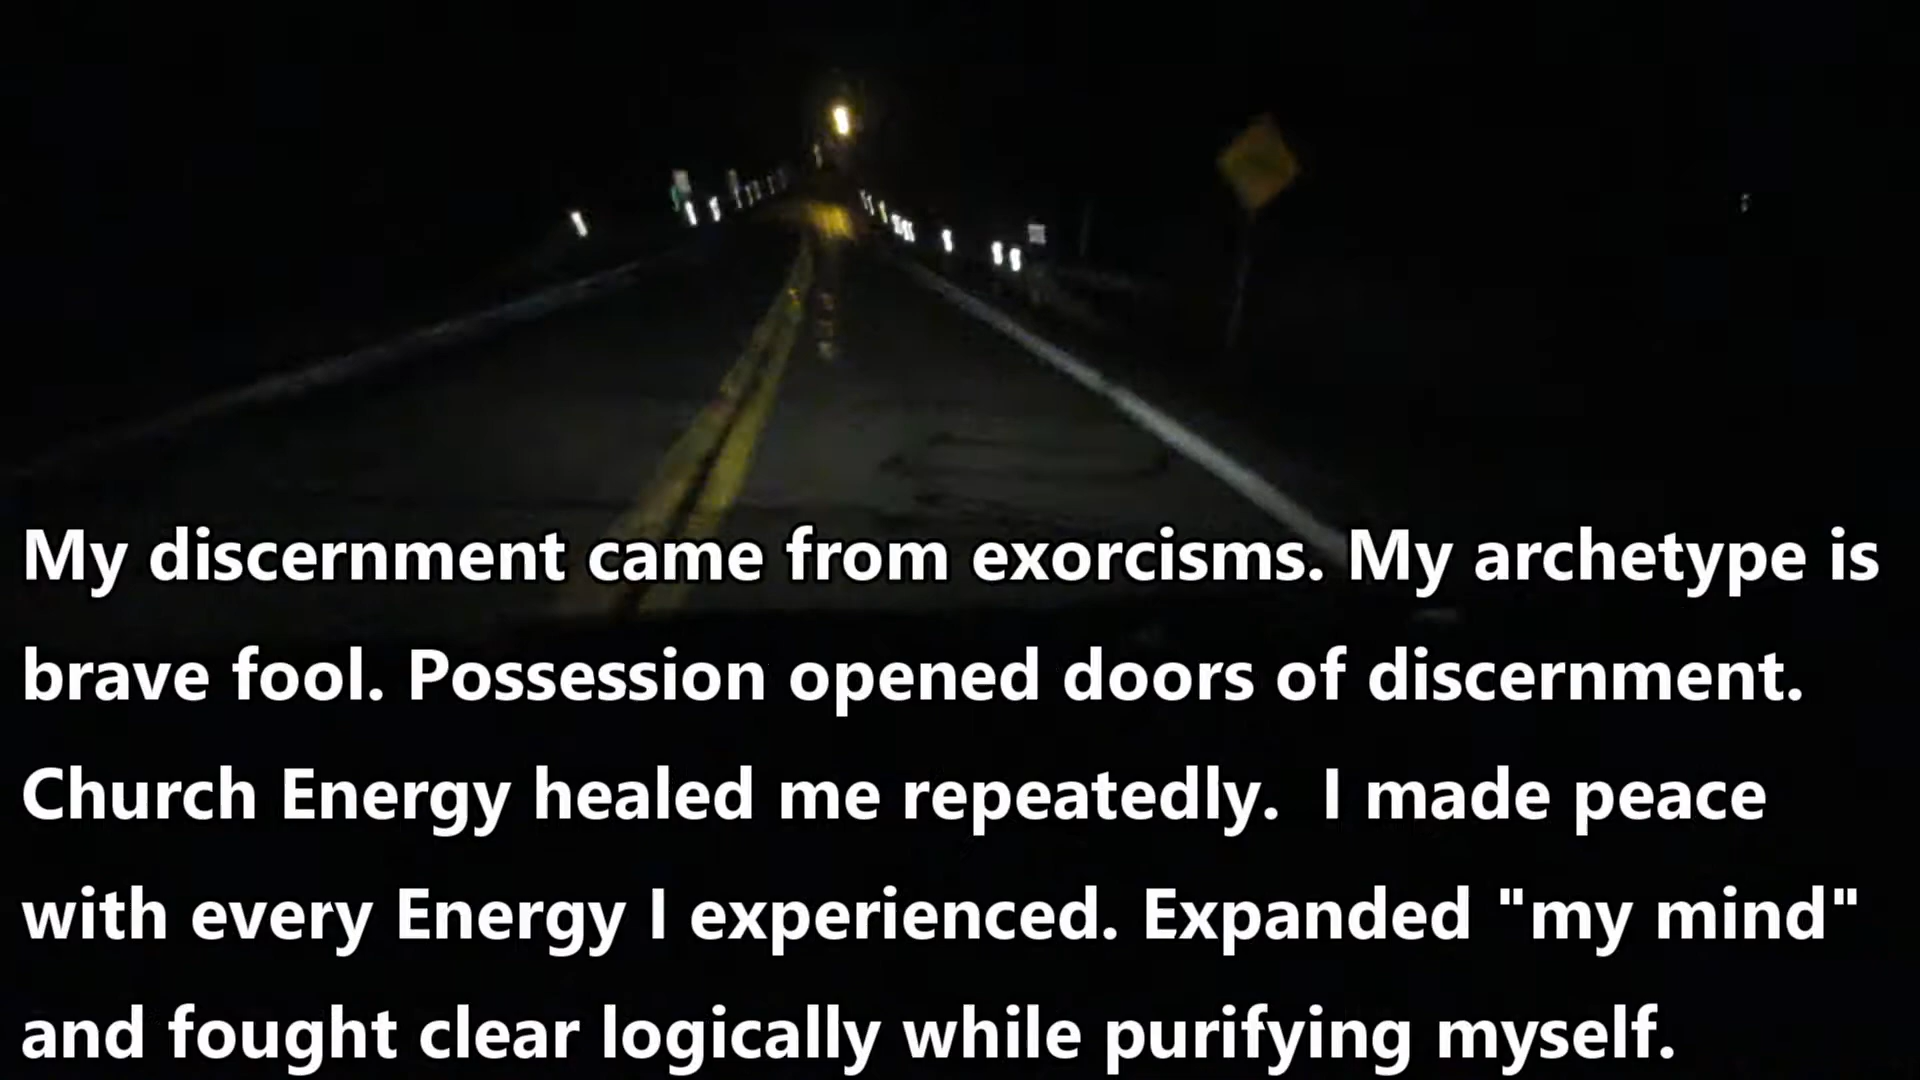 My discernment came from exorcisms. My archetype is
brave fool. Possession opened doors of discernment.
Church Energy healed me repeatedly.  I made peace
with every Energy I experienced. Expanded "my mind"
and fought clear logically while purifying myself.